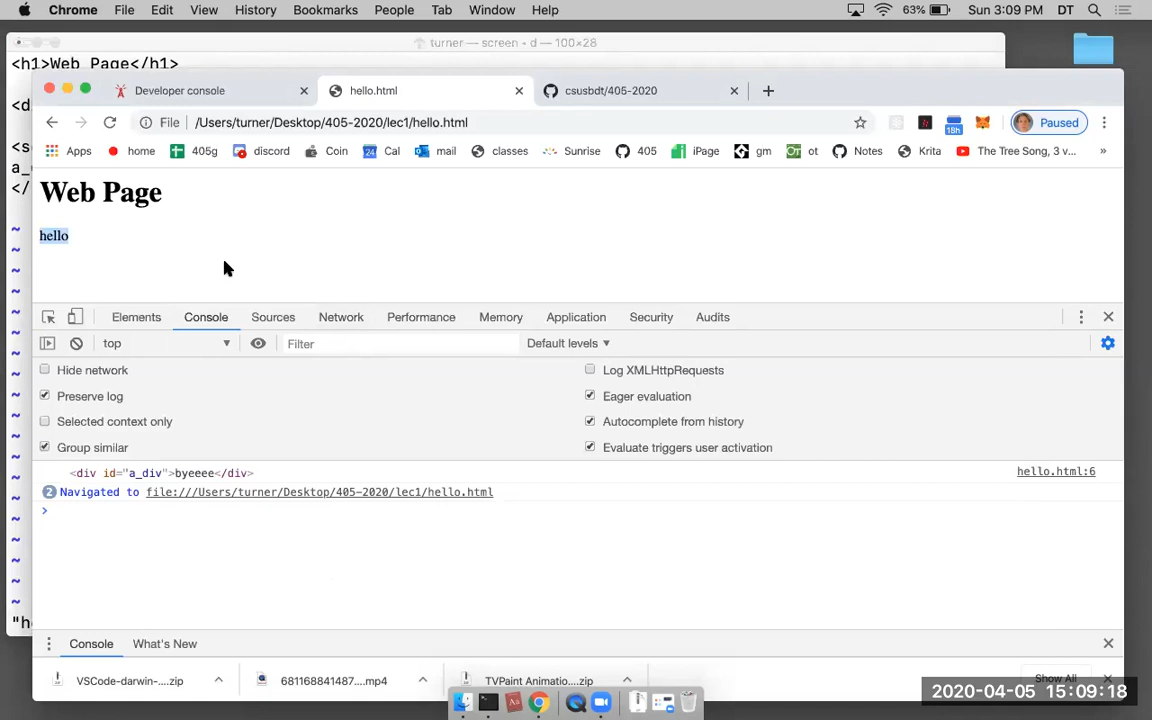 Chrome File Edit View History Bookmarks People Tab Window Help 63% Sun 3:09 PM DT
turner — screen - d — 100×28
<h1>Web Page</h1>
Developer console hello.html csusbdt/405-2020
<d
File /Users/turner/Desktop/405-2020/lec1/hello.html 18h Paused
<s
Apps home 405g discord Coin Cal mail classes Sunrise 405 iPage gm ot Notes Krita The Tree Song, 3 v... »
a_
</
Web Page
hello
Elements Console Sources Network Performance Memory Application Security Audits
top Filter Default levels
Hide network Log XMLHttpRequests
Preserve log Eager evaluation
Selected context only Autocomplete from history
Group similar Evaluate triggers user activation
<div id="a_div">byeeee</div> hello.html:6
2 Navigated to file:///Users/turner/Desktop/405-2020/lec1/hello.html
>
"h
Console What's New
VSCode-darwin-....zip 681168841487....mp4 TVPaint Animatio....zip Show All
2020-04-05 15:09:18